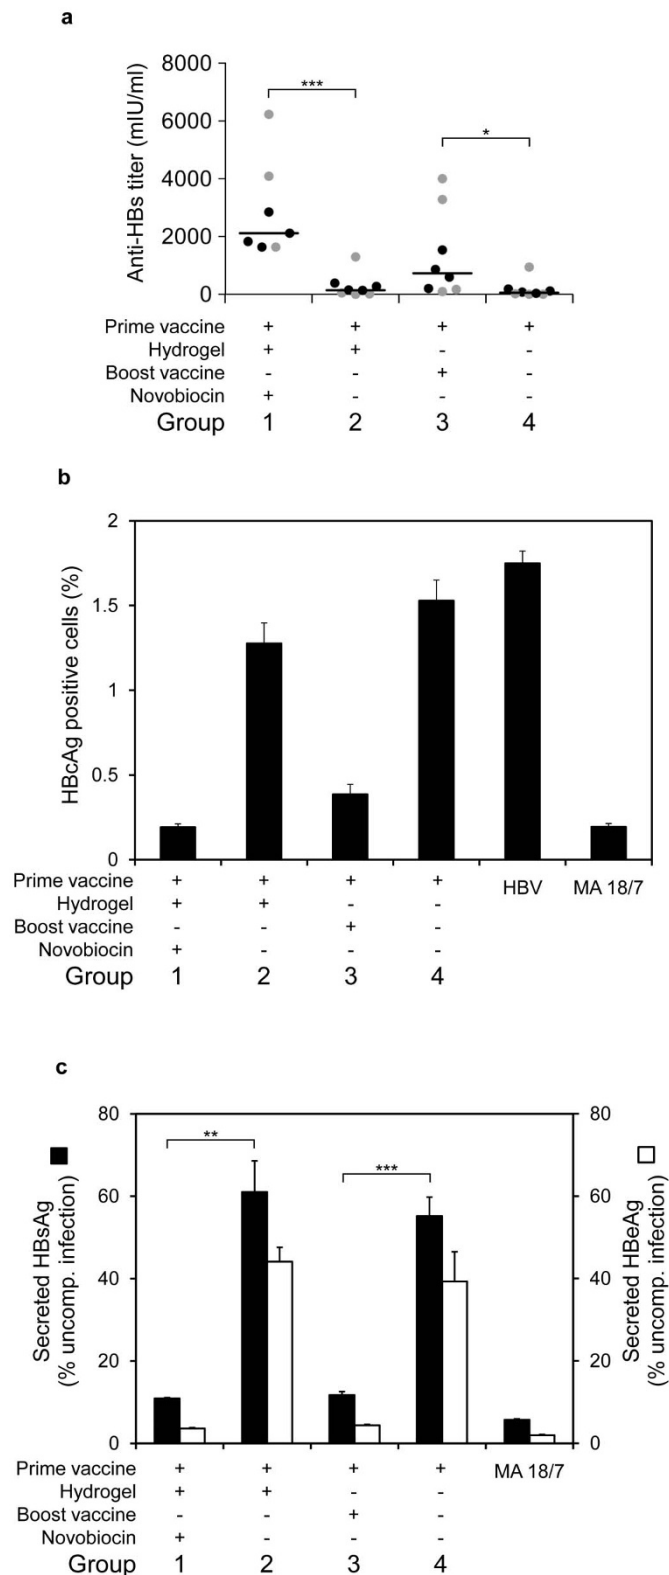 a
Anti-HBs titer (mIU/ml)
8000
***
6000
*
4000
2000
0
Prime vaccine + + + +
Hydrogel + + - -
Boost vaccine - - + -
Novobiocin + - - -
Group 1 2 3 4
b
HBcAg positive cells (%)
2
1.5
1
0.5
0
Prime vaccine + + + + HBV MA 18/7
Hydrogel + + - -
Boost vaccine - - + -
Novobiocin + - - -
Group 1 2 3 4
c
Secreted HBsAg
(% uncomp. infection)
Secreted HBeAg
(% uncomp. infection)
80 80
**
***
60 60
40 40
20 20
0 0
Prime vaccine + + + + MA 18/7
Hydrogel + + - -
Boost vaccine - - + -
Novobiocin + - - -
Group 1 2 3 4